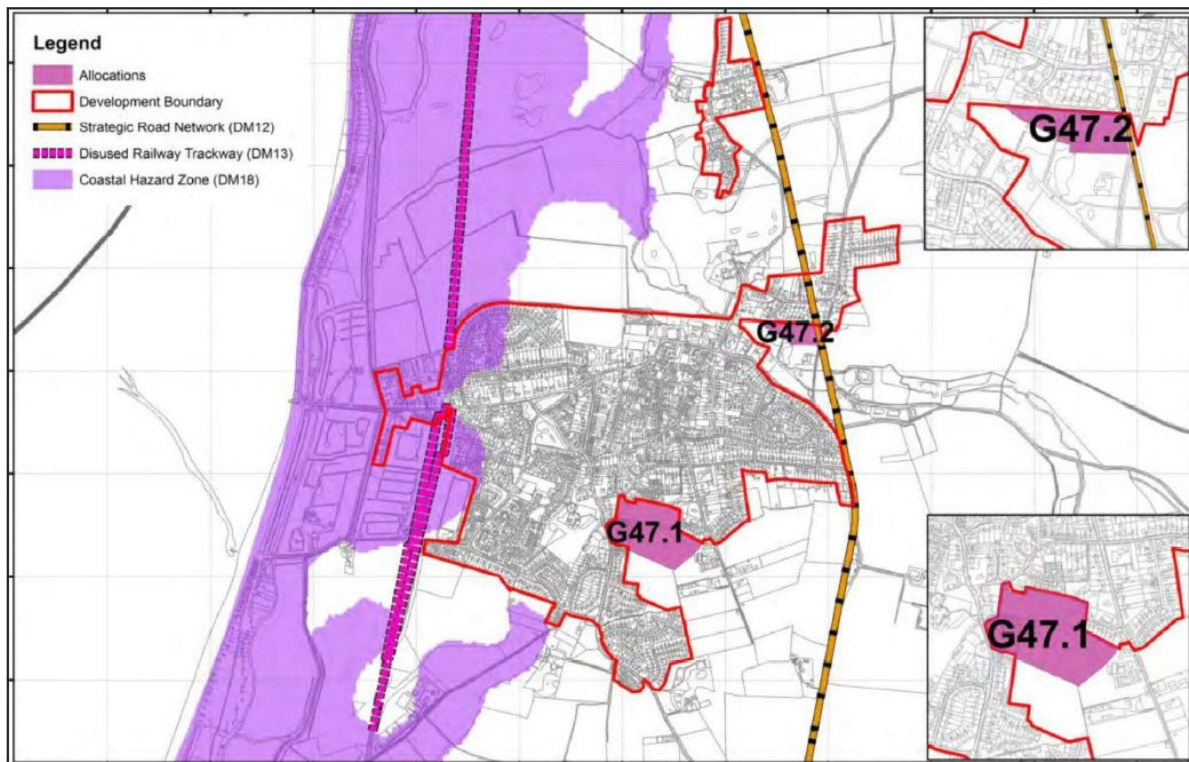 Legend
Allocations
Development Boundary
Strategic Road Network (DM12)
Disused Railway Trackway (DM13)
Coastal Hazard Zone (DM18)
G47.2
G47.2
G47.1
G47.1